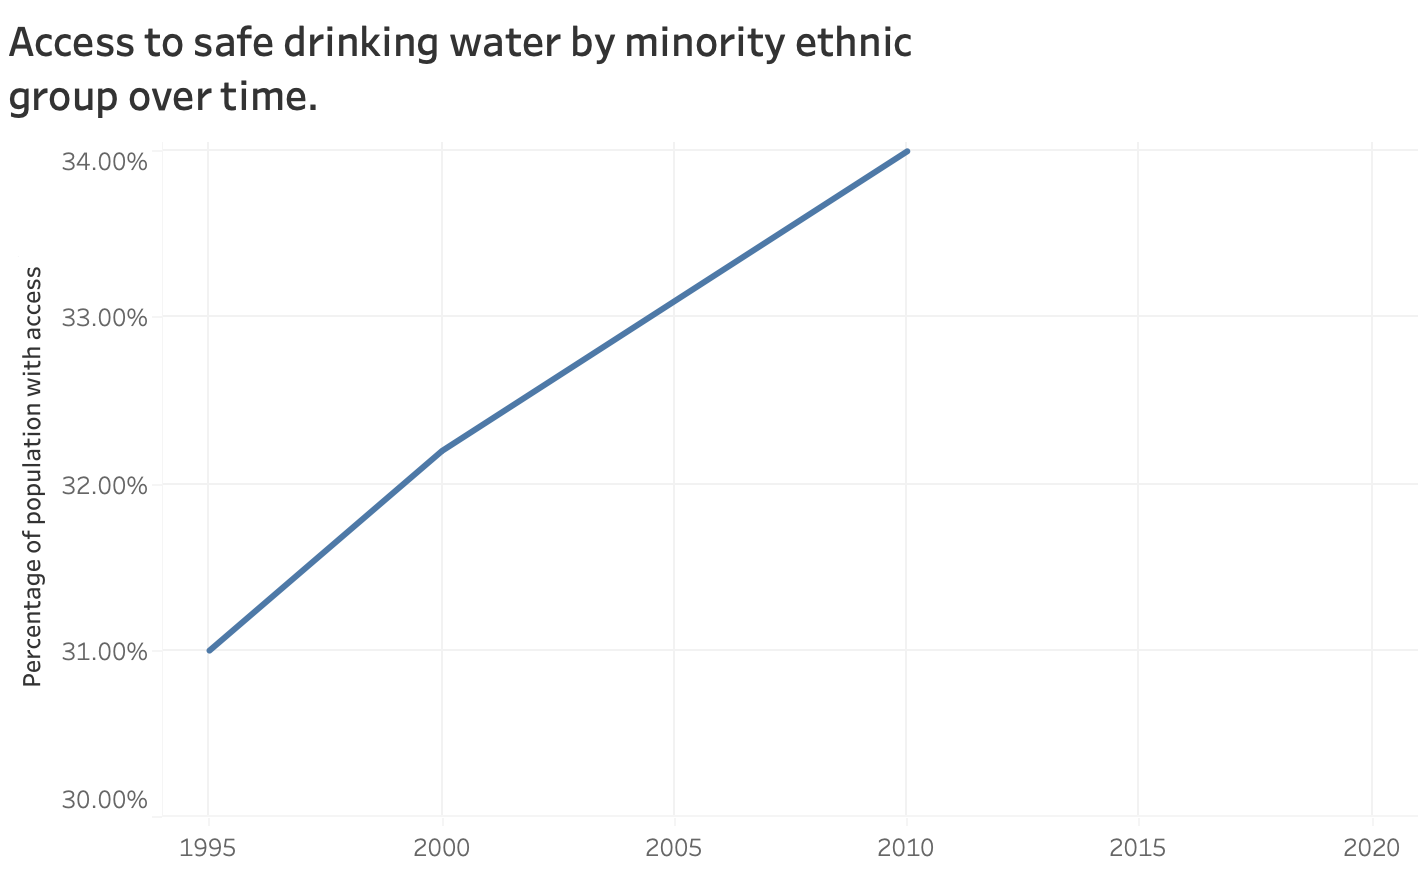 Access to safe drinking water by minority ethnic
group over time.
34.00%
33.00%
32.00%
31.00%
30.00%
Percentage of population with access
1995 2000 2005 2010 2015 2020